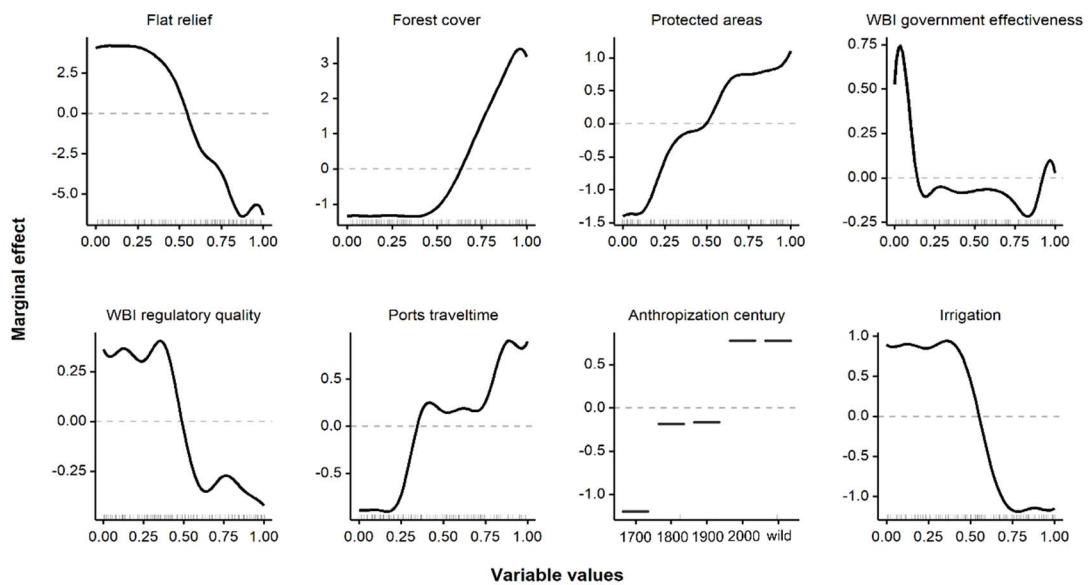 Flat relief
Forest cover
Protected areas
WBI government effectiveness
2.5
0.0
-2.5
-5.0
0.00 0.25 0.50 0.75 1.00
3
2
1
0
-1
0.00 0.25 0.50 0.75 1.00
1.0
0.5
0.0
-0.5
-1.0
-1.5
0.00 0.25 0.50 0.75 1.00
0.75
0.50
0.25
0.00
-0.25
0.00 0.25 0.50 0.75 1.00
Marginal effect
WBI regulatory quality
Ports traveltime
Anthropization century
Irrigation
0.25
0.00
-0.25
0.00 0.25 0.50 0.75 1.00
0.5
0.0
-0.5
0.00 0.25 0.50 0.75 1.00
0.5
0.0
-0.5
-1.0
1700 1800 1900 2000 wild
1.0
0.5
0.0
-0.5
-1.0
0.00 0.25 0.50 0.75 1.00
Variable values